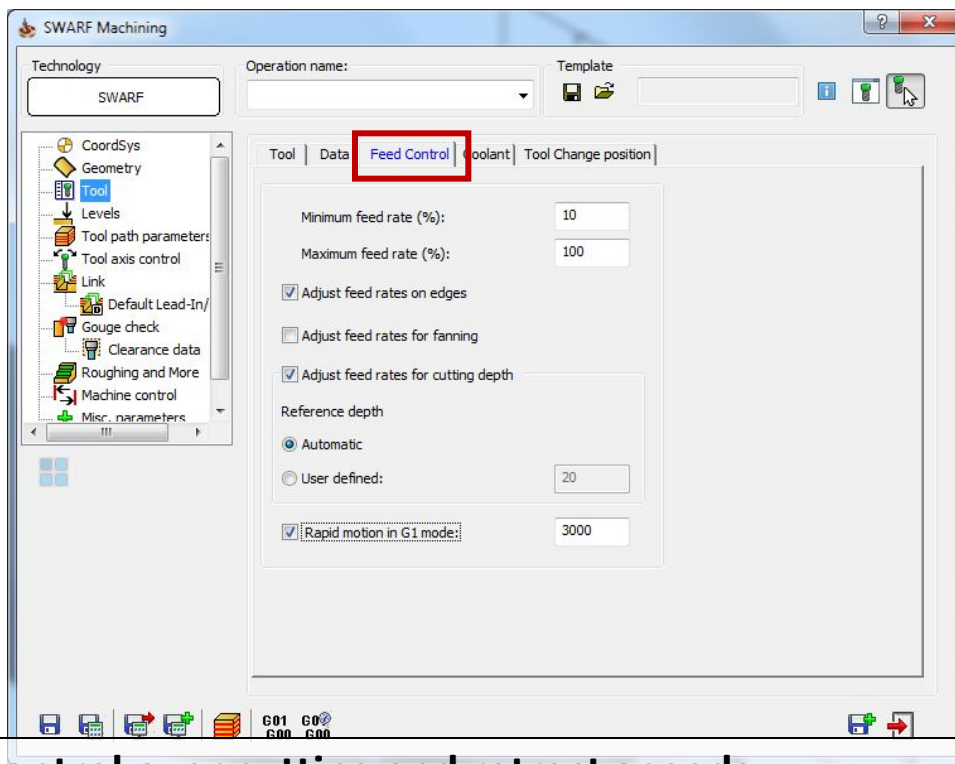 SWARF Machining
Technology
SWARF
Operation name:
Template
CoordSys
Geometry
Tool
Levels
Tool path parameters
Tool axis control
Link
Default Lead-In/
Gouge check
Clearance data
Roughing and More
Machine control
Misc. parameters
Tool Data Feed Control Coolant Tool Change position
Minimum feed rate (%): 10
Maximum feed rate (%): 100
Adjust feed rates on edges
Adjust feed rates for fanning
Adjust feed rates for cutting depth
Reference depth
Automatic
User defined: 20
Rapid motion in G1 mode: 3000
G01 G0
G00 G00